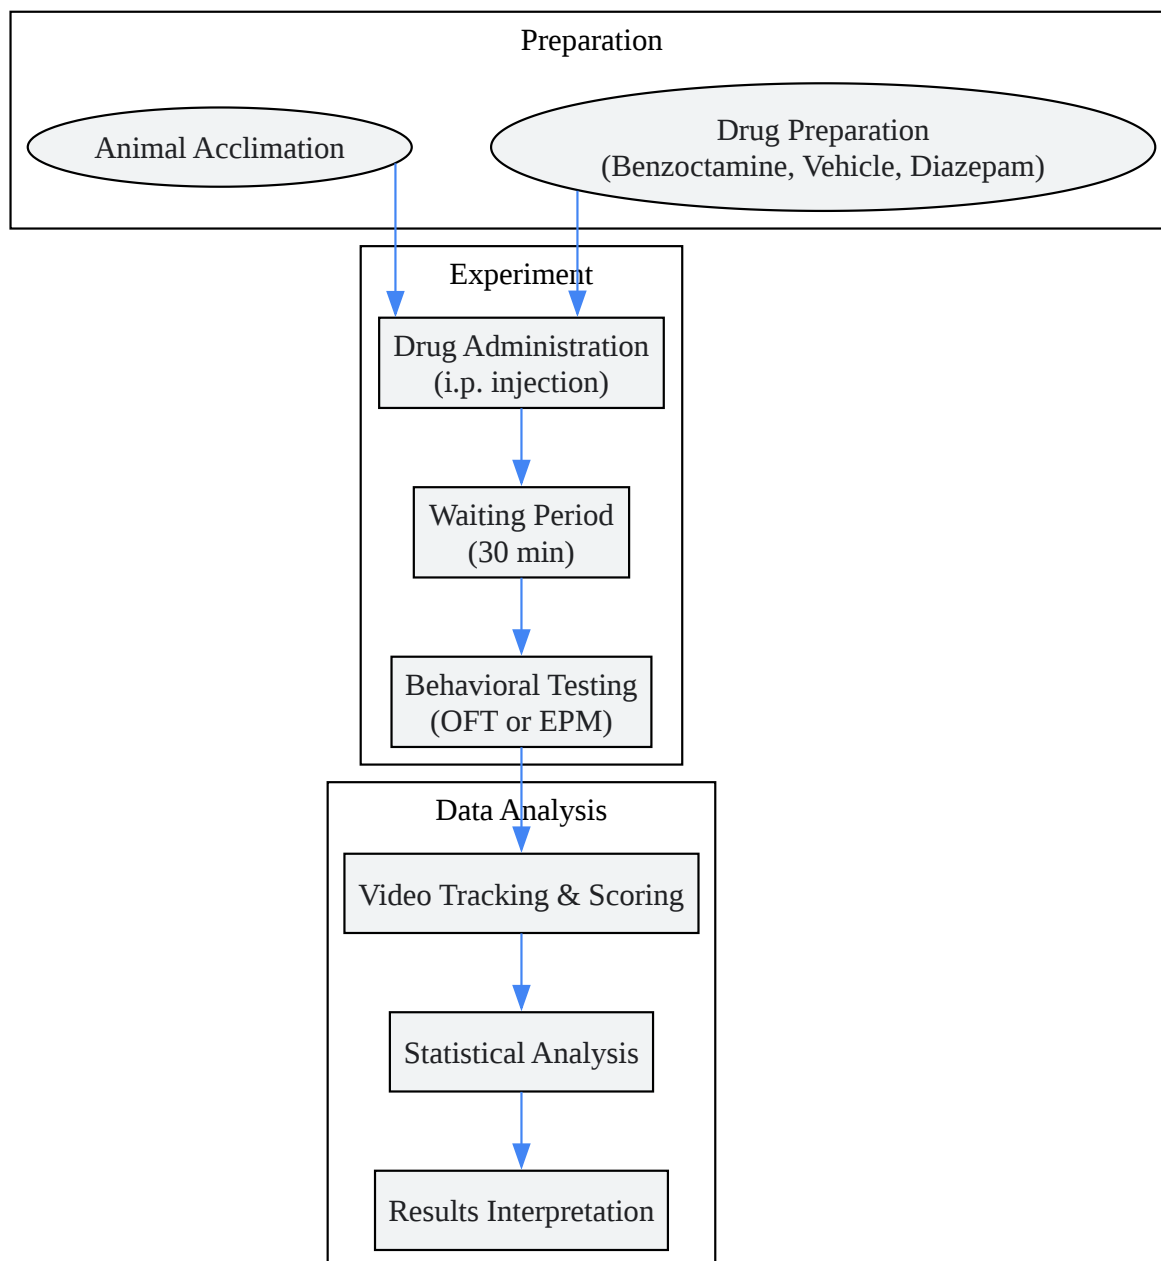 Preparation
Animal Acclimation
Drug Preparation
(Benzoctamine, Vehicle, Diazepam)
Experiment
Drug Administration
(i.p. injection)
Waiting Period
(30 min)
Behavioral Testing
(OFT or EPM)
Data Analysis
Video Tracking & Scoring
Statistical Analysis
Results Interpretation